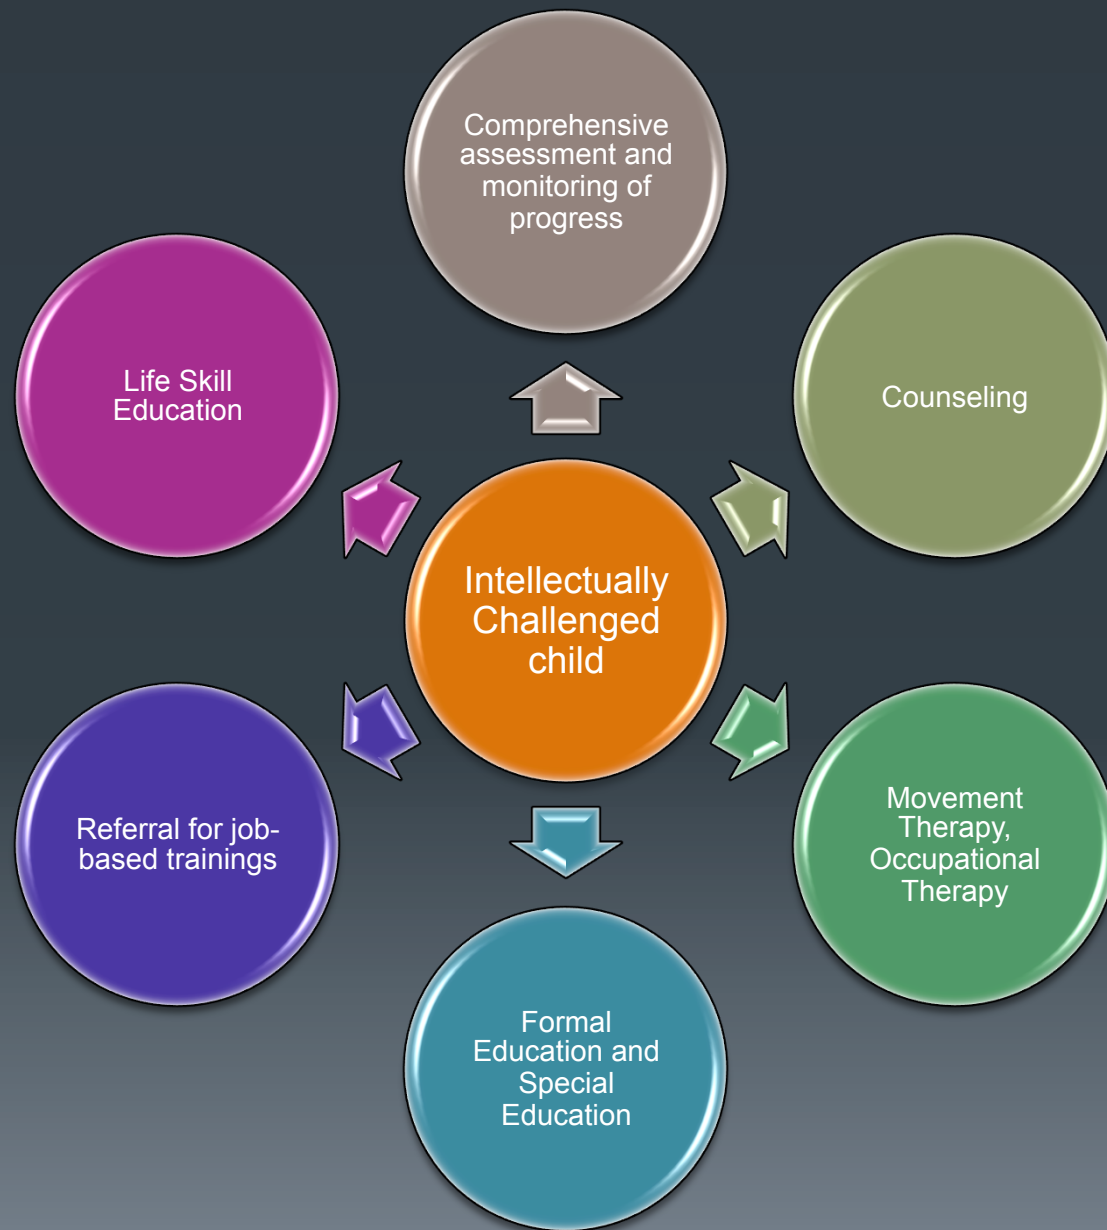 Comprehensive
assessment and
monitoring of
progress
Life Skill
Education
Counseling
Intellectually
Challenged
child
Referral for job-
based trainings
Movement
Therapy,
Occupational
Therapy
Formal
Education and
Special
Education